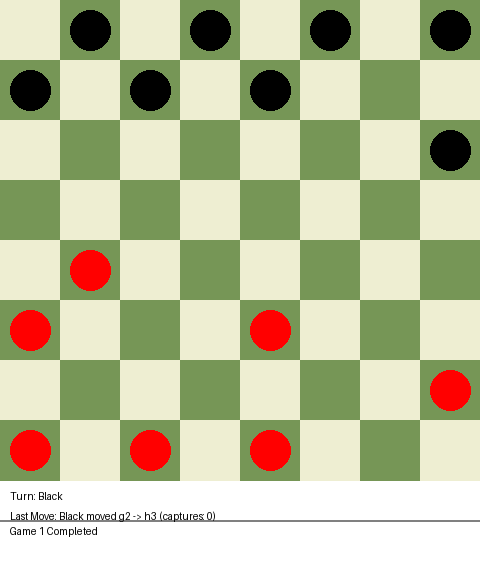 Turn: Black
Last Move: Black moved g2 -> h3 (captures: 0)
Game 1 Completed